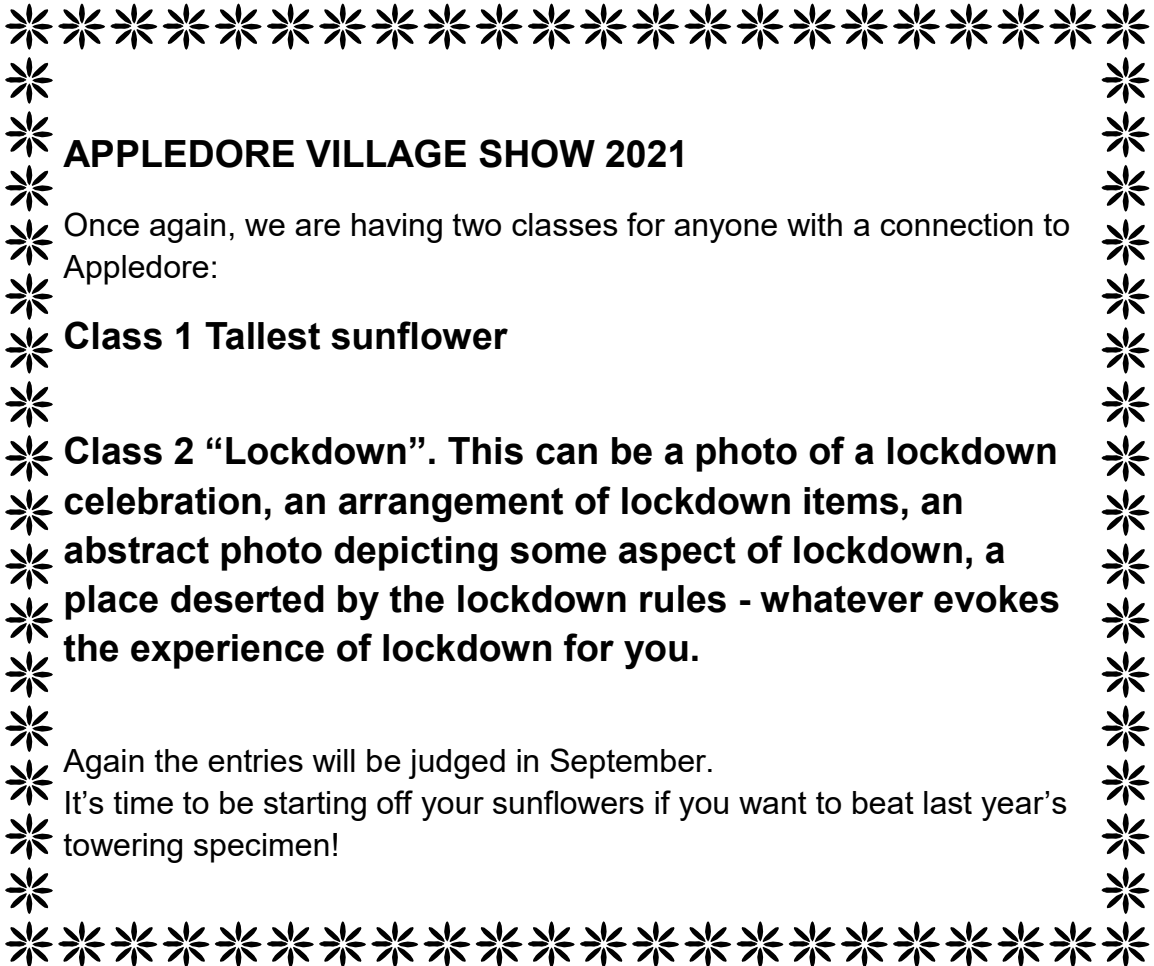 APPLEDORE VILLAGE SHOW 2021
Once again, we are having two classes for anyone with a connection to
Appledore:
Class 1 Tallest sunflower
Class 2 “Lockdown”. This can be a photo of a lockdown
celebration, an arrangement of lockdown items, an
abstract photo depicting some aspect of lockdown, a
place deserted by the lockdown rules - whatever evokes
the experience of lockdown for you.
Again the entries will be judged in September.
It’s time to be starting off your sunflowers if you want to beat last year’s
towering specimen!